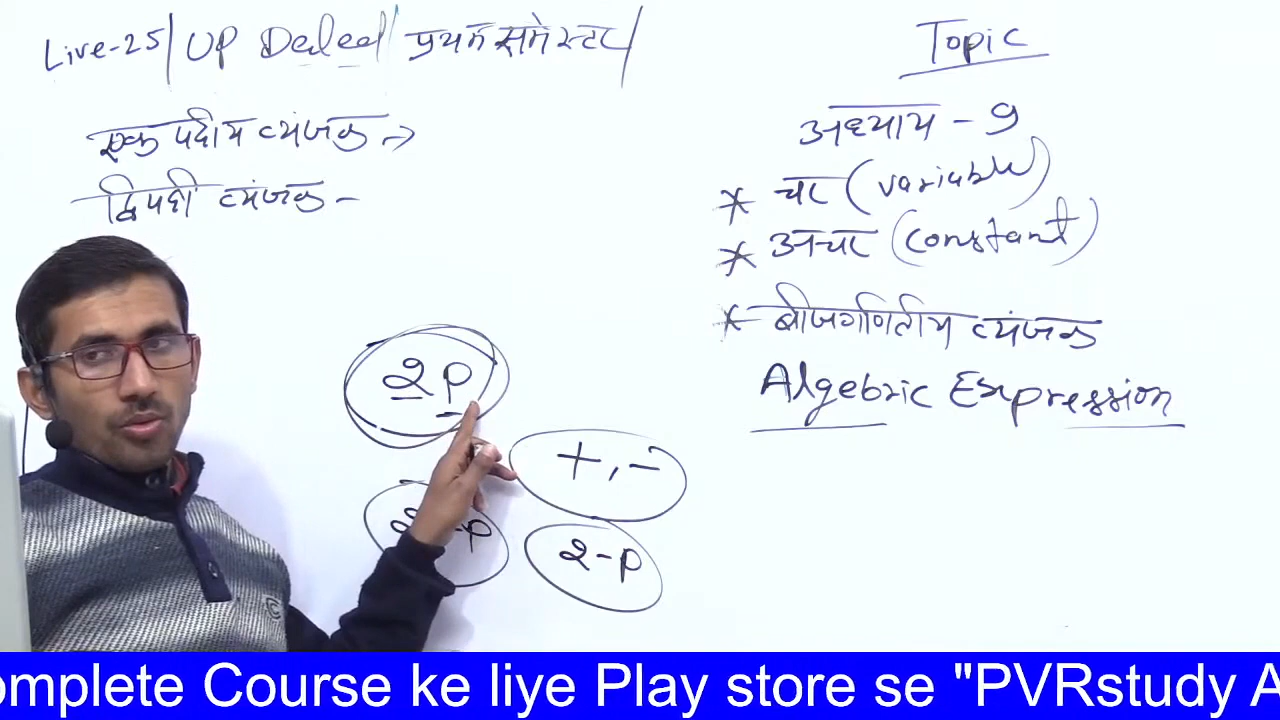 Live-25/ UP Deled/ प्रथम सेमेस्टर/
एक पदीय व्यंजक →
द्विपदी व्यंजक -
2p
+, -
2-p
Topic
अध्याय - 9
* चर (variable)
* अचर (constant)
* बीजगणितीय व्यंजक
Algebric Expression
omplete Course ke liye Play store se "PVRstudy A